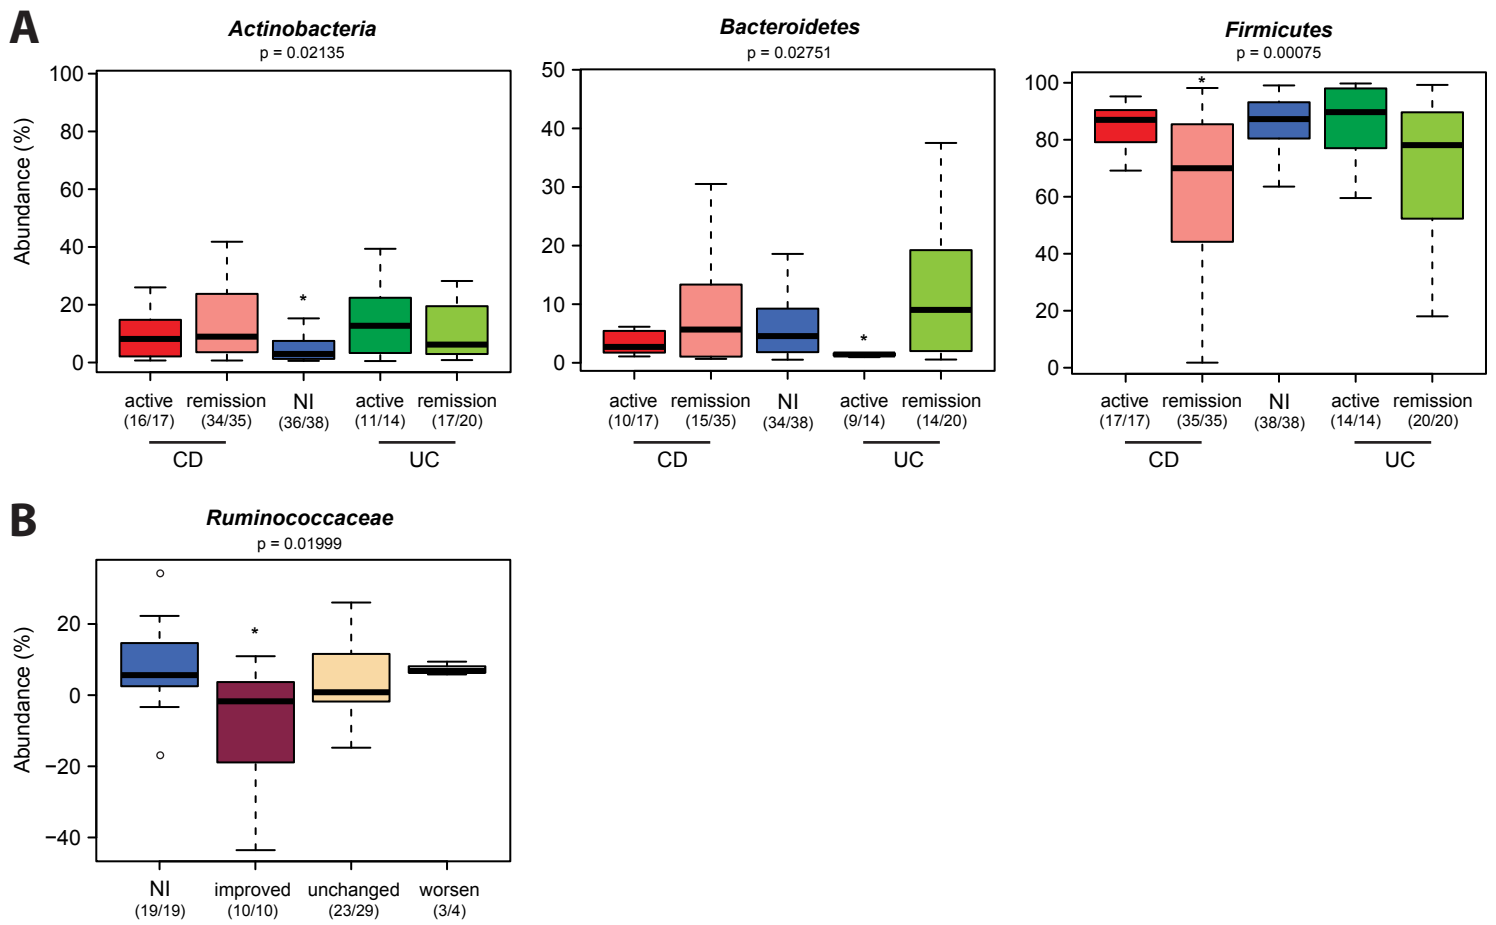 A
Actinobacteria
p = 0.02135
Abundance (%)
100
80
60
40
20
0
*
active remission NI active remission
(16/17) (34/35) (36/38) (11/14) (17/20)
CD UC
Bacteroidetes
p = 0.02751
50
40
30
20
10
0
*
active remission NI active remission
(10/17) (15/35) (34/38) (9/14) (14/20)
CD UC
Firmicutes
p = 0.00075
100
80
60
40
20
0
*
active remission NI active remission
(17/17) (35/35) (38/38) (14/14) (20/20)
CD UC
B
Ruminococcaceae
p = 0.01999
Abundance (%)
20
0
−20
−40
*
NI improved unchanged worsen
(19/19) (10/10) (23/29) (3/4)